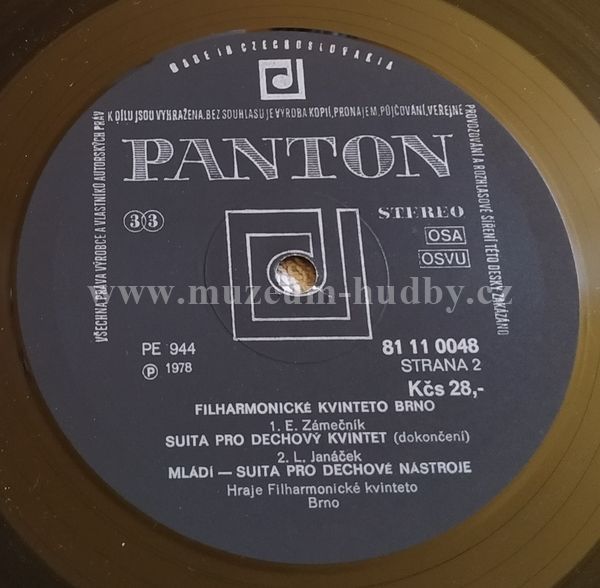 MADE IN CZECHOSLOVAKIA
VŠECHNA PRÁVA VÝROBCE A VLASTNÍKŮ AUTORSKÝCH PRÁV
K DÍLU JSOU VYHRAŽENA. BEZ SOUHLASU JE VÝROBA KOPIÍ, PRONÁJEM, PŮJČOVÁNÍ, VEŘEJNÉ
PROVOZOVÁNÍ A ROZHLASOVÉ ŠÍŘENÍ TÉTO DESKY ZAKÁZÁNO
PANTON
33
STEREO
OSA
OSVU
www.muzeum-hudby.cz
PE 944
Ⓟ 1978
81 11 0048
STRANA 2
Kčs 28,-
FILHARMONICKÉ KVINTETO BRNO
1. E. Zámečník
SUITA PRO DECHOVÝ KVINTET (dokončení)
2. L. Janáček
MLÁDÍ — SUITA PRO DECHOVÉ NÁSTROJE
Hraje Filharmonické kvinteto
Brno